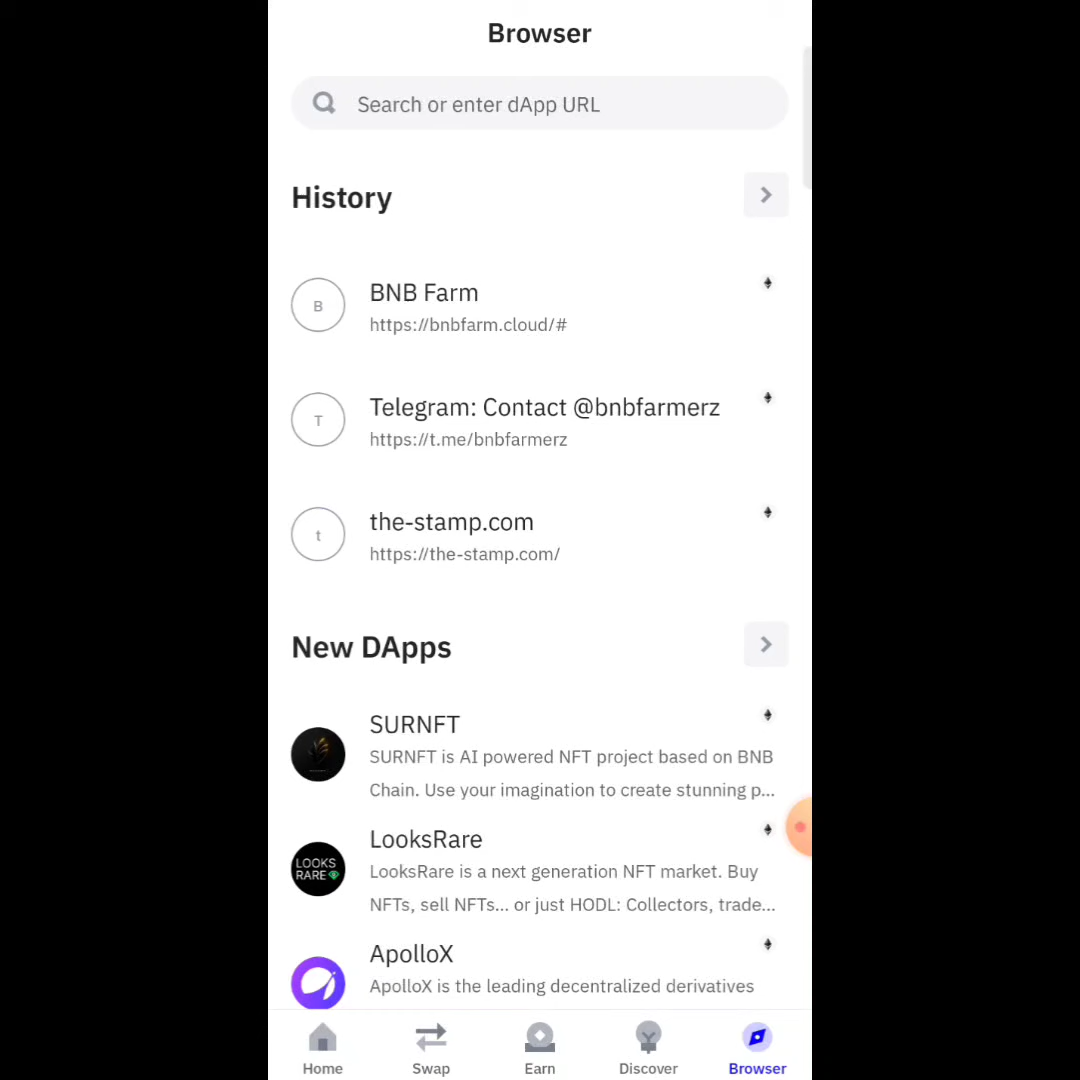 Browser
Search or enter dApp URL
History
B
BNB Farm
https://bnbfarm.cloud/#
T
Telegram: Contact @bnbfarmerz
https://t.me/bnbfarmerz
t
the-stamp.com
https://the-stamp.com/
New DApps
SURNFT
SURNFT is AI powered NFT project based on BNB
Chain. Use your imagination to create stunning p...
LOOKS
RARE
LooksRare
LooksRare is a next generation NFT market. Buy
NFTs, sell NFTs... or just HODL: Collectors, trade...
ApolloX
ApolloX is the leading decentralized derivatives
Home
Swap
Earn
Discover
Browser